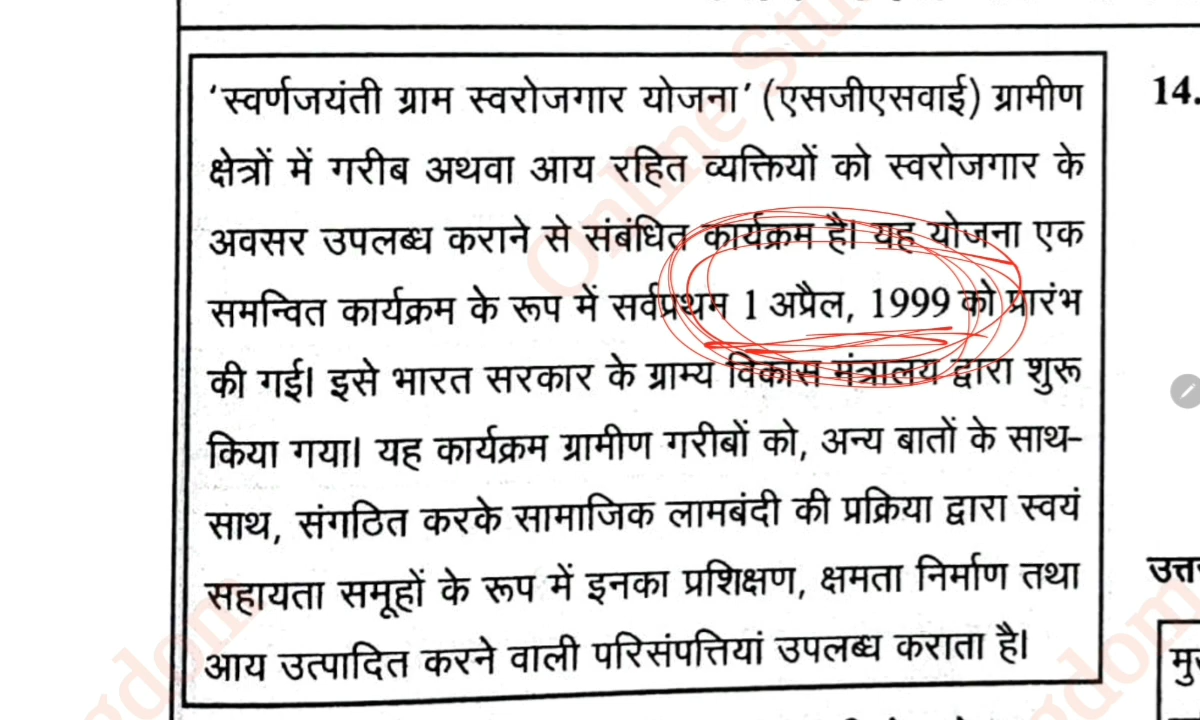 'स्वर्णजयंती ग्राम स्वरोजगार योजना' (एसजीएसवाई) ग्रामीण
क्षेत्रों में गरीब अथवा आय रहित व्यक्तियों को स्वरोजगार के
अवसर उपलब्ध कराने से संबंधित कार्यक्रम है। यह योजना एक
समन्वित कार्यक्रम के रूप में सर्वप्रथम 1 अप्रैल, 1999 को प्रारंभ
की गई। इसे भारत सरकार के ग्राम्य विकास मंत्रालय द्वारा शुरू
किया गया। यह कार्यक्रम ग्रामीण गरीबों को, अन्य बातों के साथ-
साथ, संगठित करके सामाजिक लामबंदी की प्रक्रिया द्वारा स्वयं
सहायता समूहों के रूप में इनका प्रशिक्षण, क्षमता निर्माण तथा
आय उत्पादित करने वाली परिसंपत्तियां उपलब्ध कराता है।
14.
Online